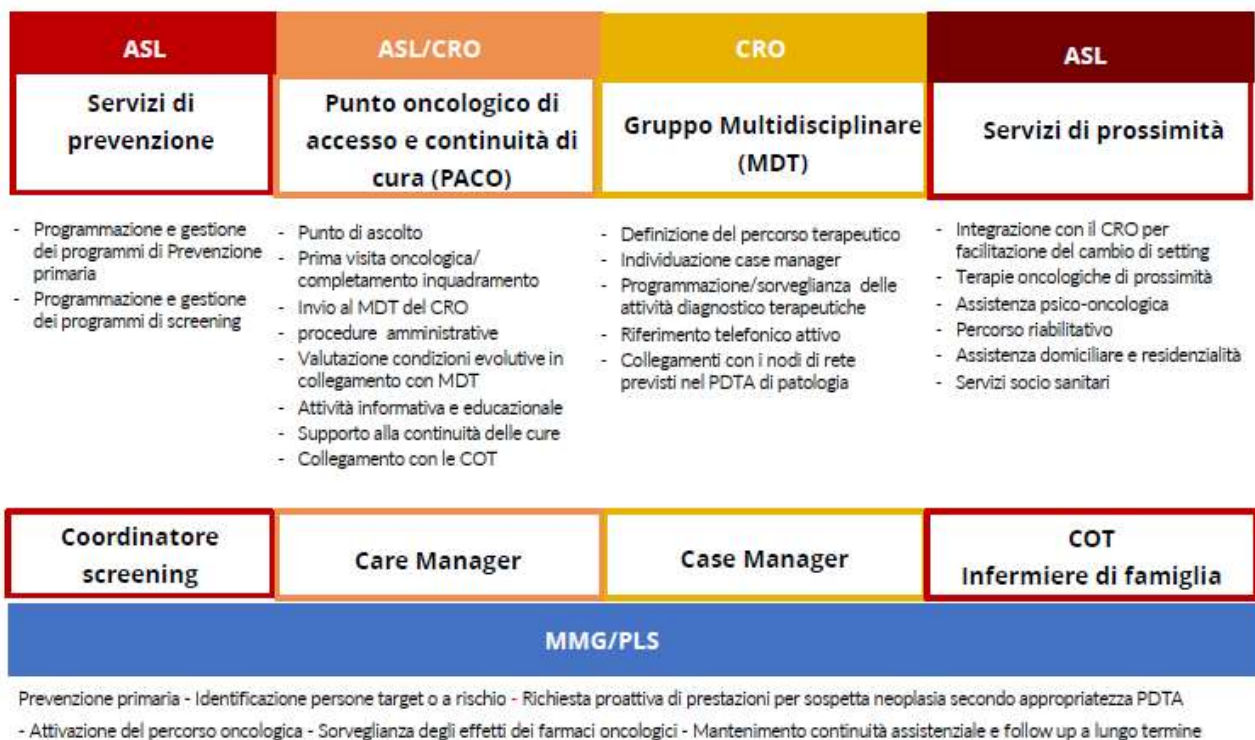 ASL
ASL/CRO
CRO
ASL
Servizi di
prevenzione
Punto oncologico di
accesso e continuità di
cura (PACO)
Gruppo Multidisciplinare
(MDT)
Servizi di prossimità
- Programmazione e gestione
dei programmi di Prevenzione
primaria
- Programmazione e gestione
dei programmi di screening
- Punto di ascolto
- Prima visita oncologica/
completamento inquadramento
- Invio al MDT del CRO
- procedure amministrative
- Valutazione condizioni evolutive in
collegamento con MDT
- Attività informativa e educazionale
- Supporto alla continuità delle cure
- Collegamento con le COT
- Definizione del percorso terapeutico
- Individuazione case manager
- Programmazione/sorveglianza delle
attività diagnostico terapeutiche
- Riferimento telefonico attivo
- Collegamenti con i nodi di rete
previsti nel PDTA di patologia
- Integrazione con il CRO per
facilitazione del cambio di setting
- Terapie oncologiche di prossimità
- Assistenza psico-oncologica
- Percorso riabilitativo
- Assistenza domiciliare e residenzialità
- Servizi socio sanitari
Coordinatore
screening
Care Manager
Case Manager
COT
Infermiere di famiglia
MMG/PLS
Prevenzione primaria - Identificazione persone target o a rischio - Richiesta proattiva di prestazioni per sospetta neoplasia secondo appropriatezza PDTA
- Attivazione del percorso oncologica - Sorveglianza degli effetti dei farmaci oncologici - Mantenimento continuità assistenziale e follow up a lungo termine